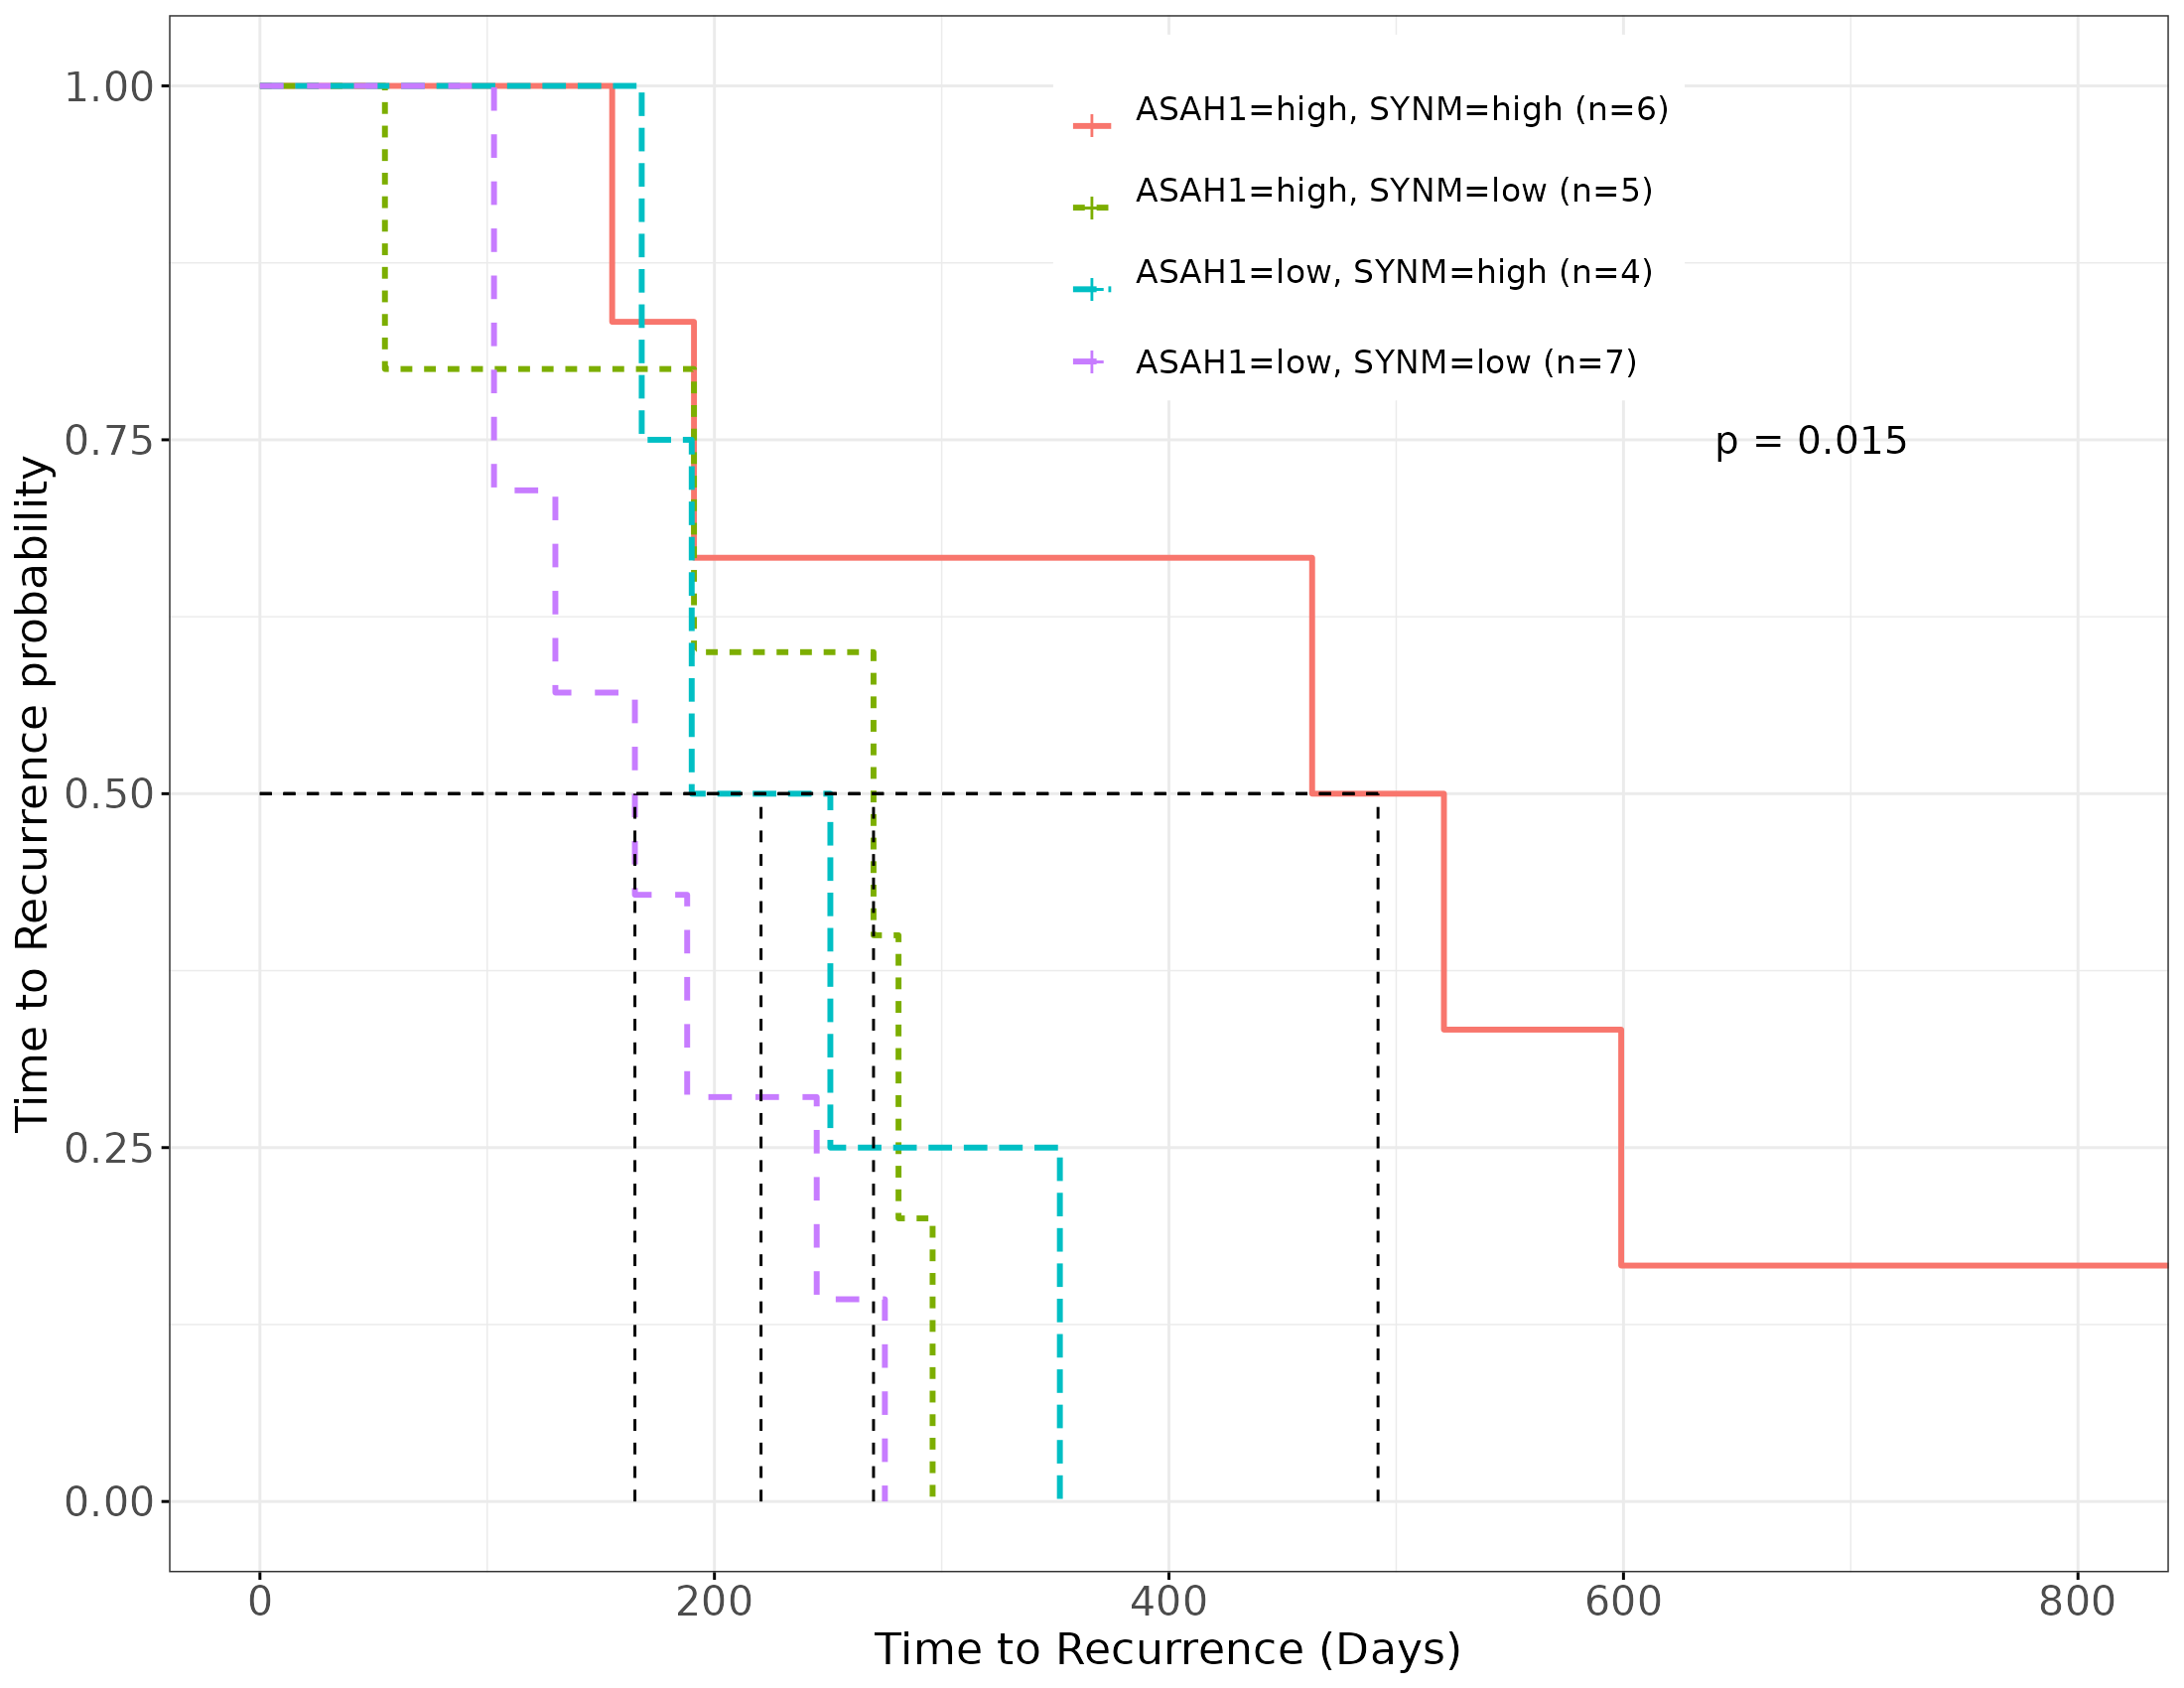 Time to Recurrence probability
1.00
0.75
0.50
0.25
0.00
ASAH1=high, SYNM=high (n=6)
ASAH1=high, SYNM=low (n=5)
ASAH1=low, SYNM=high (n=4)
ASAH1=low, SYNM=low (n=7)
p = 0.015
0 200 400 600 800
Time to Recurrence (Days)